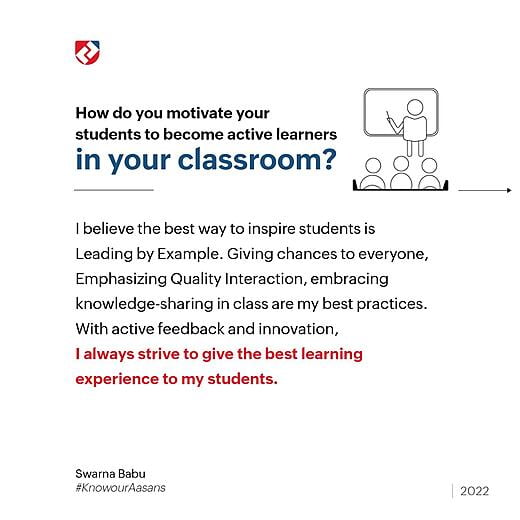 How do you motivate your
students to become active learners
in your classroom?
I believe the best way to inspire students is
Leading by Example. Giving chances to everyone,
Emphasizing Quality Interaction, embracing
knowledge-sharing in class are my best practices.
With active feedback and innovation,
I always strive to give the best learning
experience to my students.
Swarna Babu
#KnowourAasans
2022